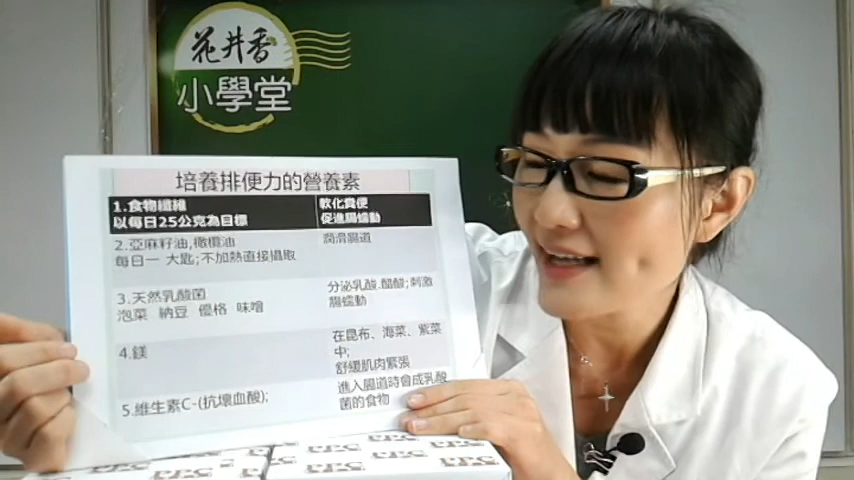 花井香
小學堂
培養排便力的營養素
1.食物纖維
以每日25公克為目標
軟化糞便
促進腸蠕動
2.亞麻籽油,橄欖油
每日一 大匙;不加熱直接攝取
潤滑腸道
3.天然乳酸菌
泡菜 納豆 優格 味噌
分泌乳酸.醋酸;刺激
腸蠕動
4.鎂
在昆布、海菜、紫菜
中;
舒緩肌肉緊張
5.維生素C-(抗壞血酸);
進入腸道時會成乳酸
菌的食物